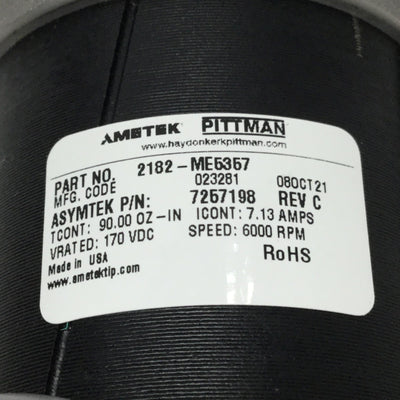 AMETEK PITTMAN
www.haydonkerkpittman.com
PART NO. 2182-ME5357
MFG. CODE 023281 08OCT21
ASYMTEK P/N: 7257198 REV C
TCONT: 90.00 OZ-IN ICONT: 7.13 AMPS
VRATED: 170 VDC SPEED: 6000 RPM
Made in USA RoHS
www.ametektip.com